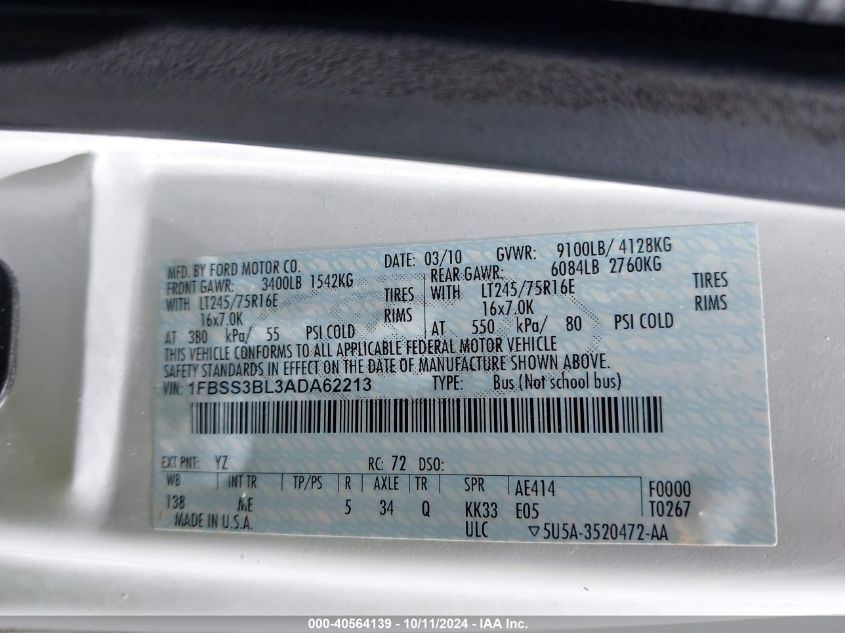 MFD. BY FORD MOTOR CO. DATE: 03/10 GVWR: 9100LB/ 4128KG
FRONT GAWR: 3400LB 1542KG REAR GAWR: 6084LB 2760KG
WITH LT245/75R16E TIRES WITH LT245/75R16E TIRES
16x7.0K RIMS 16x7.0K RIMS
AT 380 kPa/ 55 PSI COLD AT 550 kPa/ 80 PSI COLD
THIS VEHICLE CONFORMS TO ALL APPLICABLE FEDERAL MOTOR VEHICLE
SAFETY STANDARDS IN EFFECT ON THE DATE OF MANUFACTURE SHOWN ABOVE.
VIN: 1FBSS3BL3ADA62213 TYPE: Bus (Not school bus)
EXT PNT: YZ RC: 72 DSO:
WB INT TR TP/PS R AXLE TR SPR AE414 F0000
138 ME 5 34 Q KK33 E05 T0267
MADE IN U.S.A. ULC ▽5U5A-3520472-AA
000-40564139 - 10/11/2024 - IAA Inc.